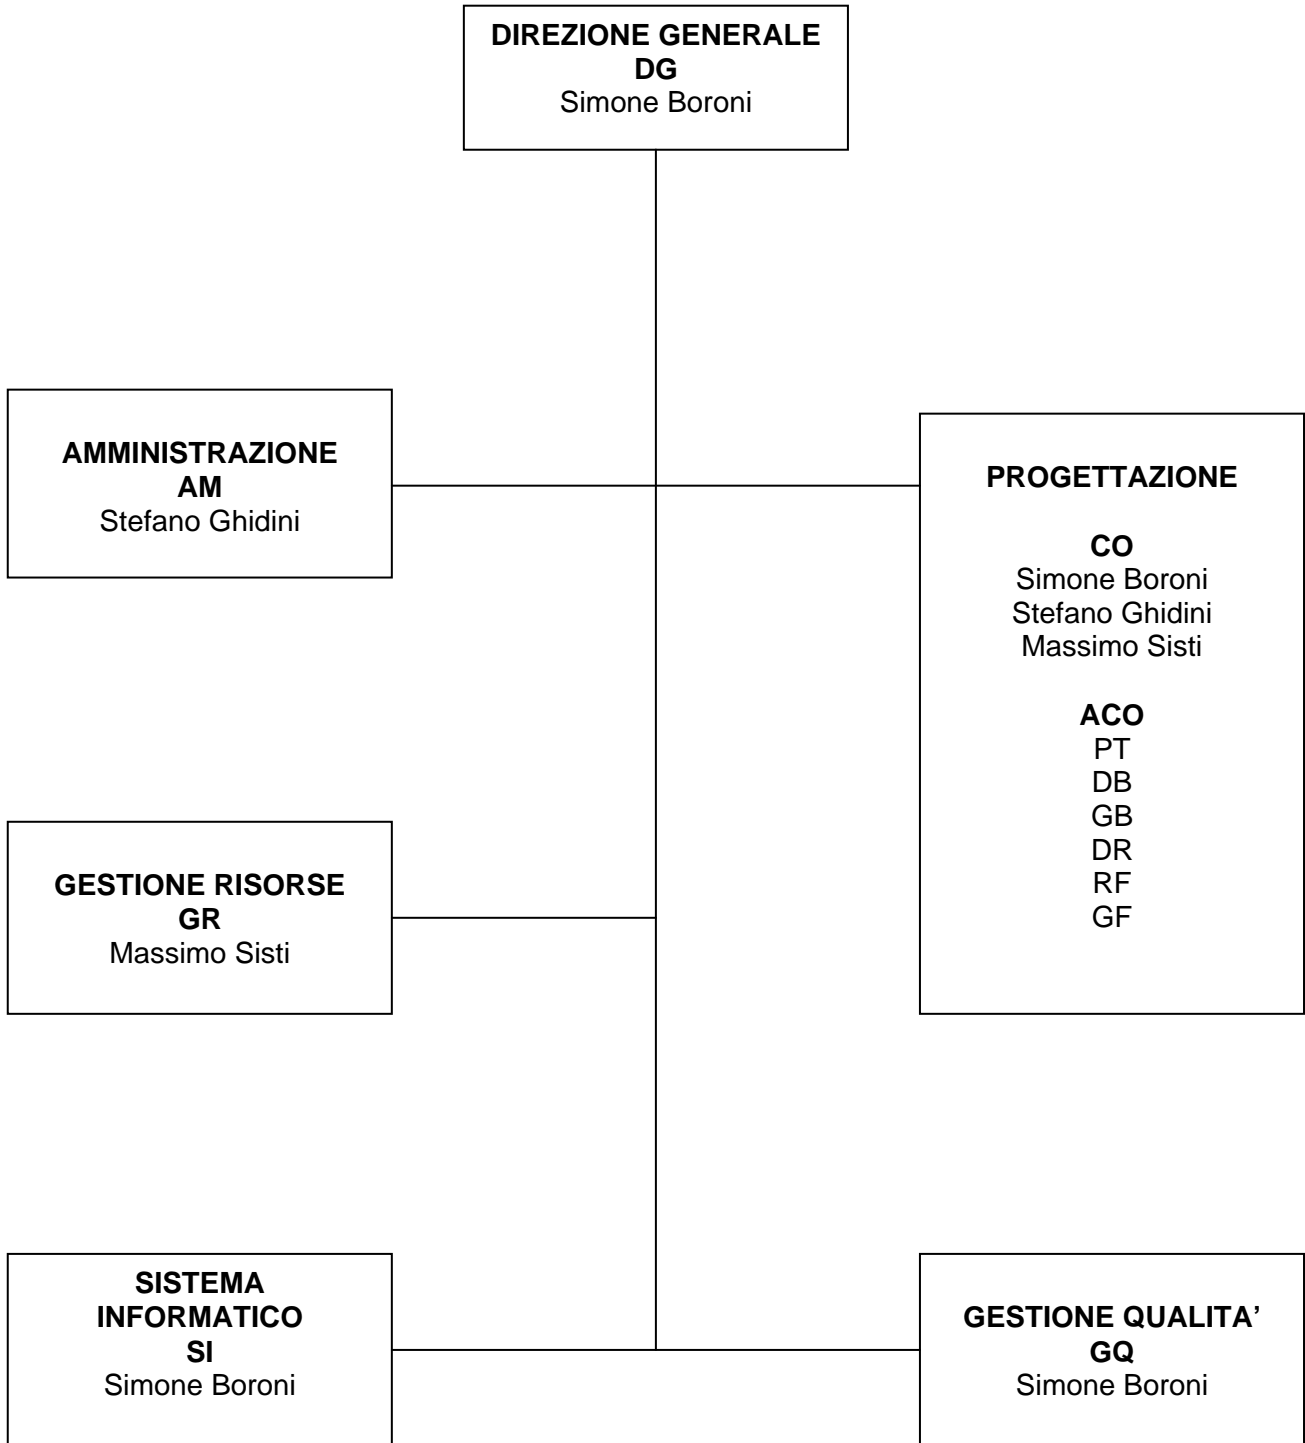 DIREZIONE GENERALE
DG
Simone Boroni
AMMINISTRAZIONE
AM
Stefano Ghidini
PROGETTAZIONE
CO
Simone Boroni
Stefano Ghidini
Massimo Sisti
ACO
PT
DB
GB
DR
RF
GF
GESTIONE RISORSE
GR
Massimo Sisti
SISTEMA
INFORMATICO
SI
Simone Boroni
GESTIONE QUALITA’
GQ
Simone Boroni